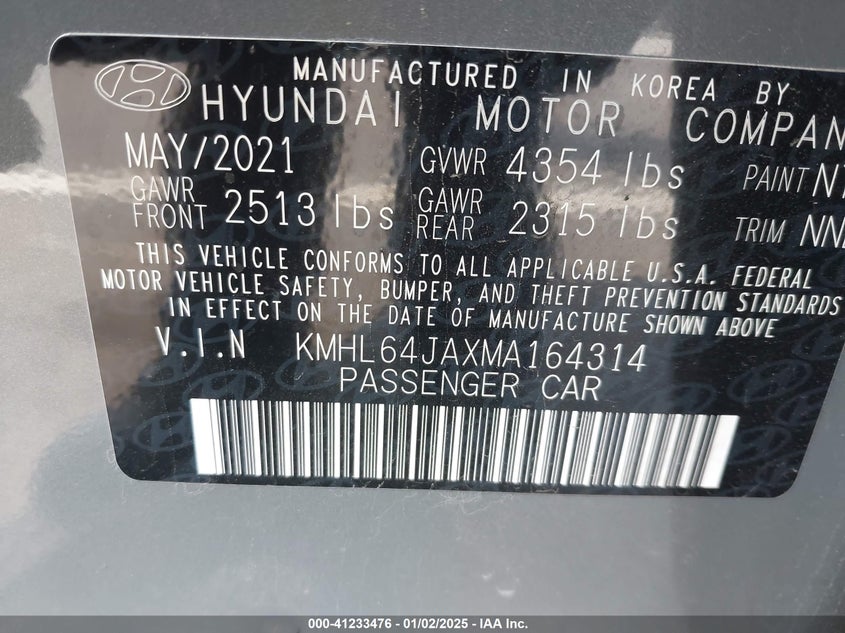 MANUFACTURED IN KOREA BY
HYUNDAI MOTOR COMPAN
MAY/2021 GVWR 4354 lbs PAINT
GAWR FRONT 2513 lbs GAWR REAR 2315 lbs TRIM
THIS VEHICLE CONFORMS TO ALL APPLICABLE U.S.A. FEDERAL
MOTOR VEHICLE SAFETY, BUMPER, AND THEFT PREVENTION STANDARDS
IN EFFECT ON THE DATE OF MANUFACTURE SHOWN ABOVE
V.I.N KMHL64JAXMA164314
PASSENGER CAR
000-41233476 - 01/02/2025 - IAA Inc.